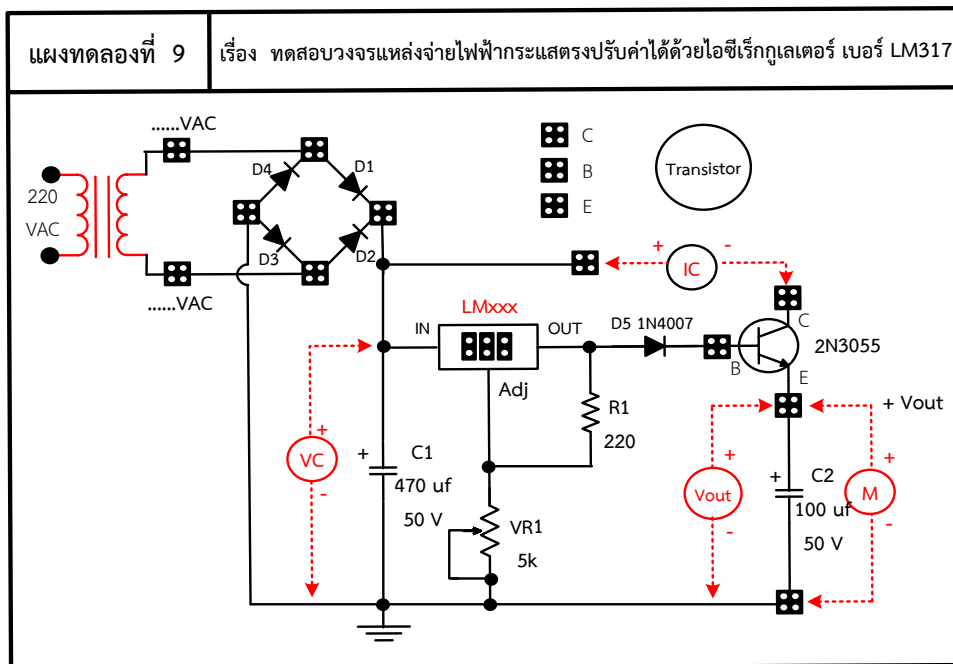 แผงทดลองที่ 9
เรื่อง ทดสอบวงจรแหล่งจ่ายไฟฟ้ากระแสตรงปรับค่าได้ด้วยไอซีเร็กกูเลเตอร์ เบอร์ LM317
......VAC
220
VAC
......VAC
D4
D1
D3
D2
C
B
E
Transistor
+
IC
-
LMxxx
IN
OUT
Adj
D5 1N4007
B
C
E
2N3055
+ Vout
R1
220
+
VC
-
+
C1
470 uf
50 V
VR1
5k
+
Vout
-
+
C2
100 uf
50 V
+
M
-